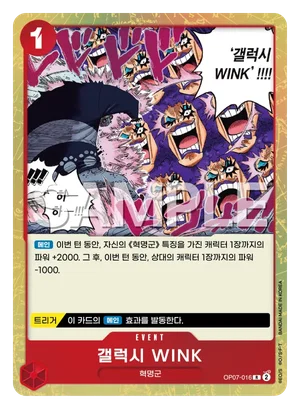 1
'갤럭시
WINK' !!!!
SAMPLE
메인 이번 턴 동안, 자신의 《혁명군》 특징을 가진 캐릭터 1장까지의
파워 +2000. 그 후, 이번 턴 동안, 상대의 캐릭터 1장까지의 파워
-1000.
트리거 이 카드의 메인 효과를 발동한다.
EVENT
갤럭시 WINK
혁명군
OP07-016 R 2